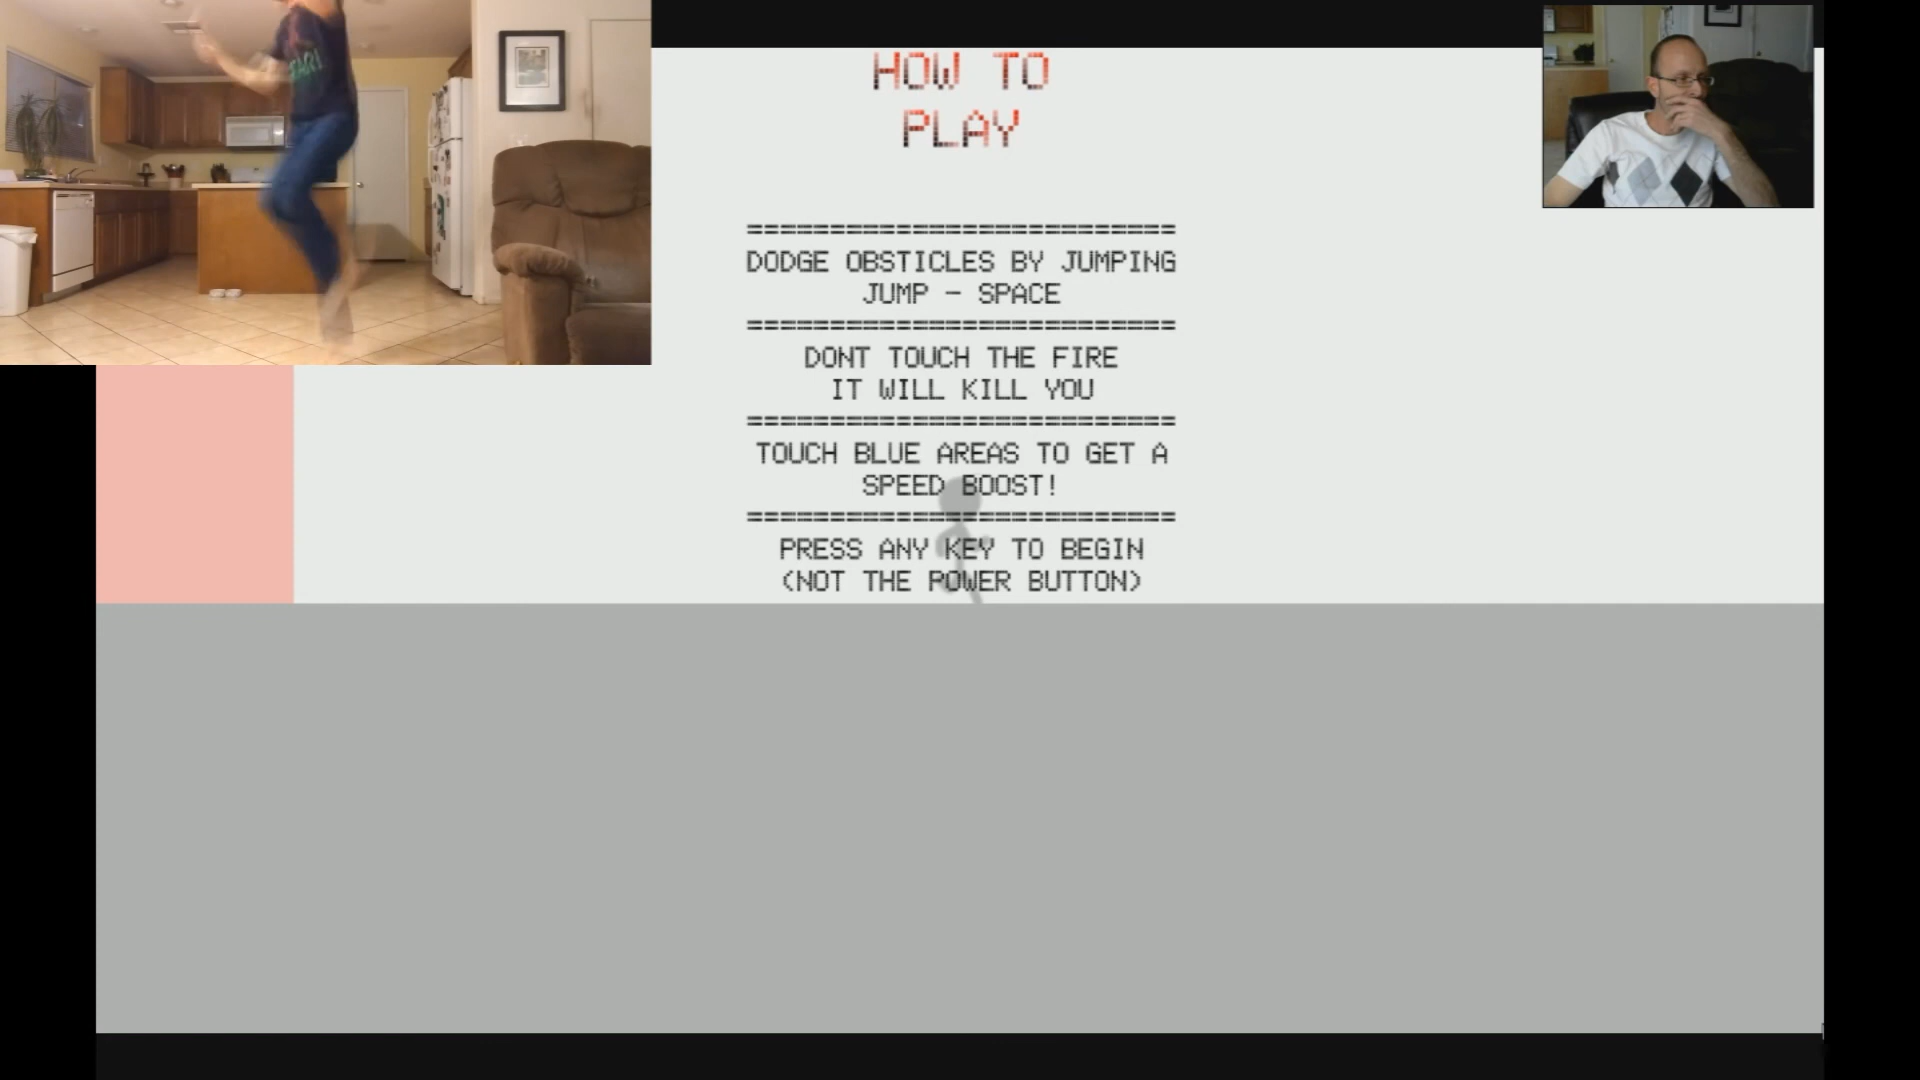 HOW TO
PLAY
==========================
DODGE OBSTICLES BY JUMPING
JUMP - SPACE
==========================
DONT TOUCH THE FIRE
IT WILL KILL YOU
==========================
TOUCH BLUE AREAS TO GET A
SPEED BOOST!
==========================
PRESS ANY KEY TO BEGIN
(NOT THE POWER BUTTON)